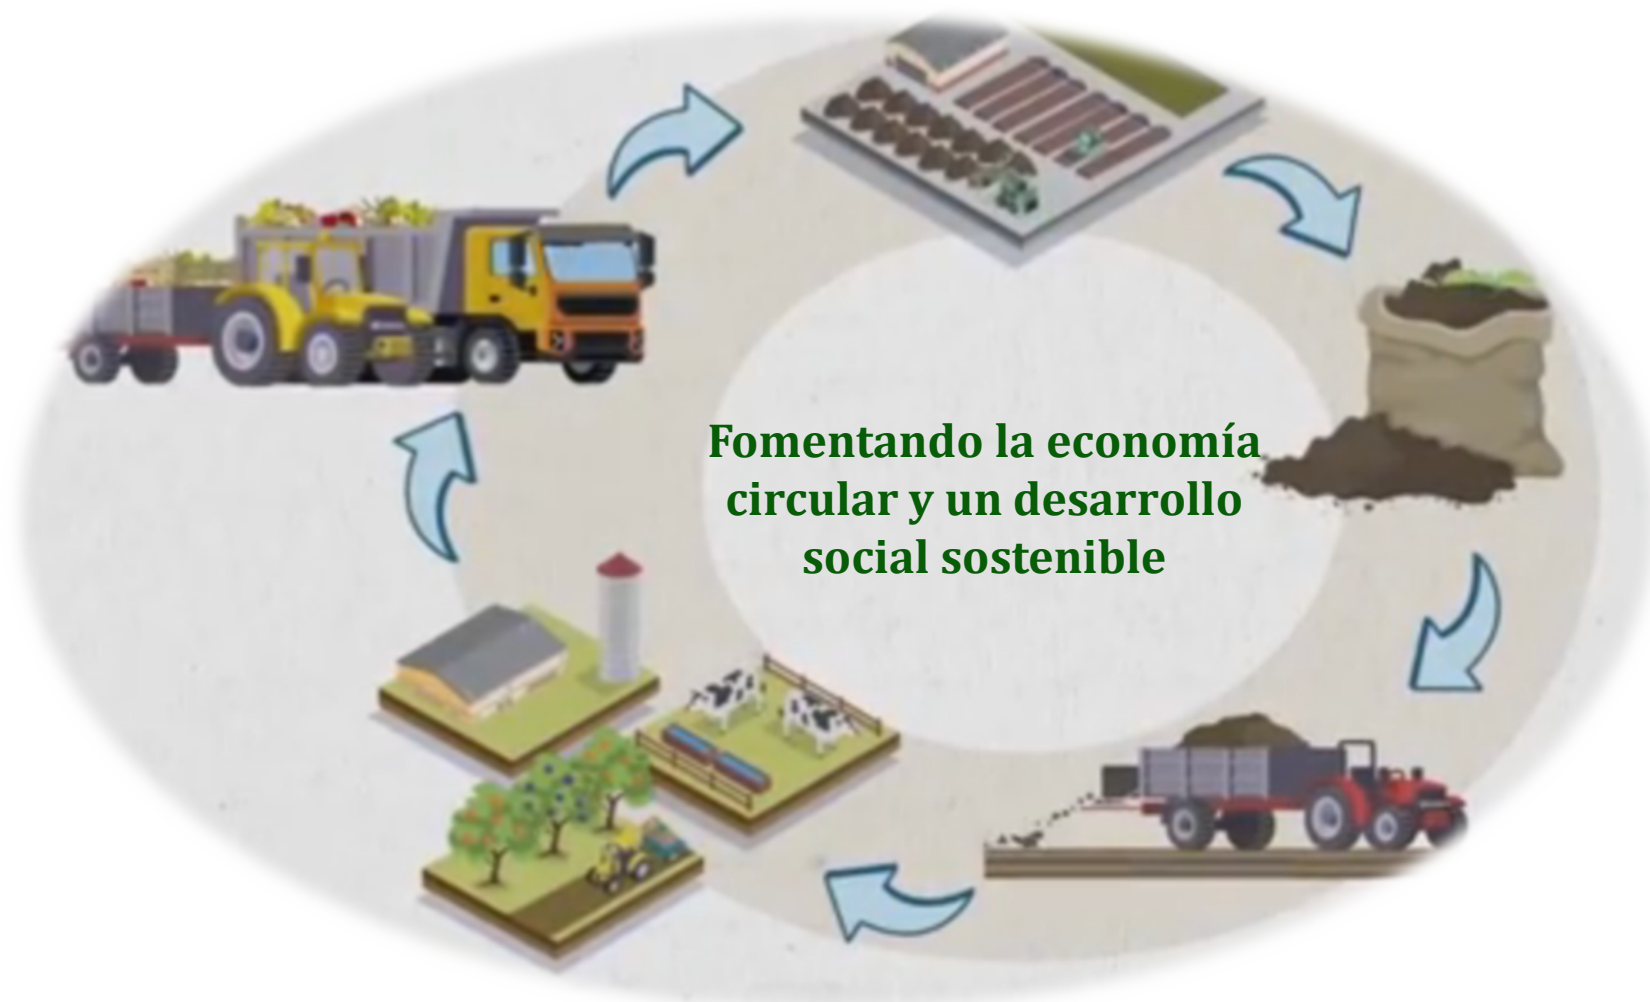 Fomentando la economía
circular y un desarrollo
social sostenible